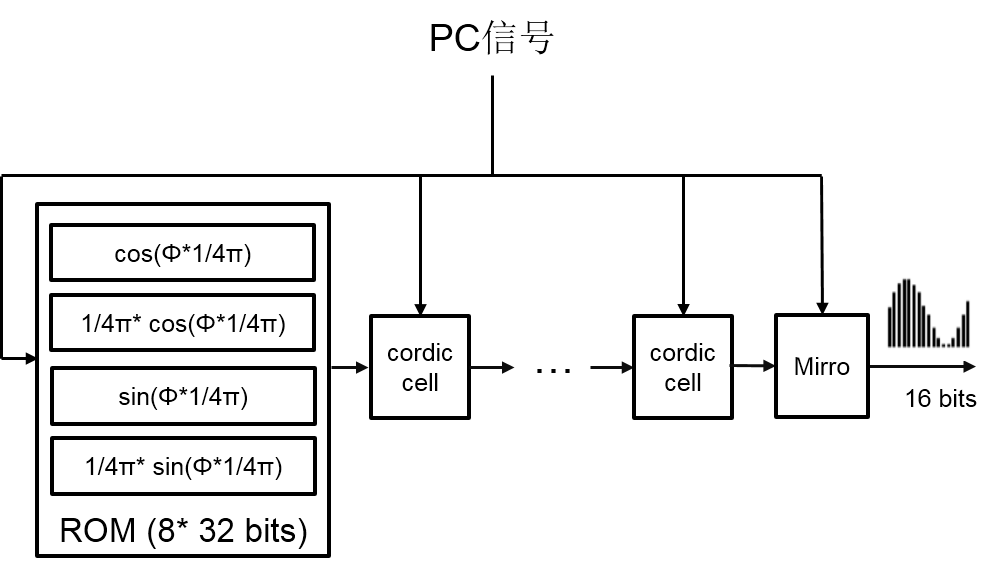 PC信号
cos(Φ*1/4π)
1/4π* cos(Φ*1/4π)
sin(Φ*1/4π)
1/4π* sin(Φ*1/4π)
ROM (8* 32 bits)
cordic
cell
...
cordic
cell
Mirro
16 bits